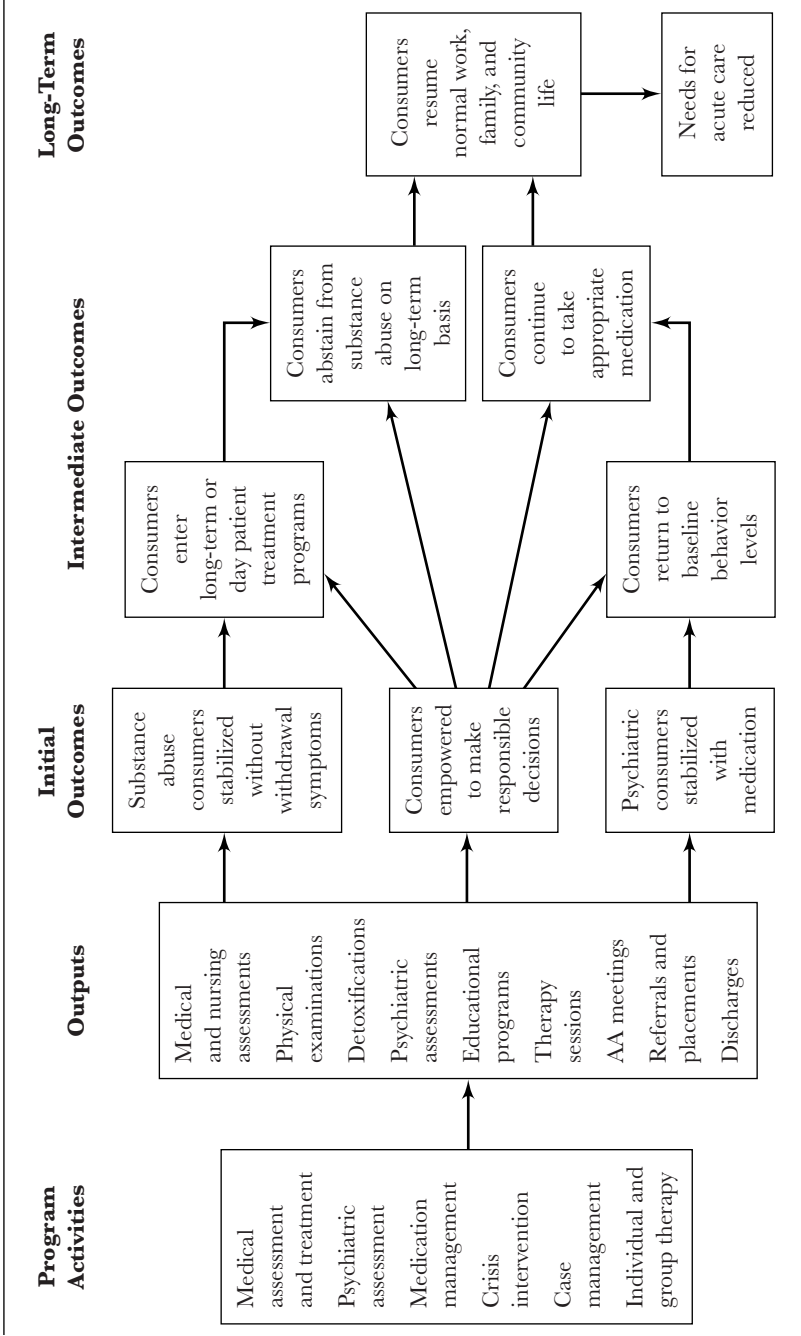 Program
Activities
Medical
assessment
and treatment
Psychiatric
assessment
Medication
management
Crisis
intervention
Case
management
Individual and
group therapy
Outputs
Medical
and nursing
assessments
Physical
examinations
Detoxifications
Psychiatric
assessments
Educational
programs
Therapy
sessions
AA meetings
Referrals and
placements
Discharges
Initial
Outcomes
Substance
abuse
consumers
stabilized
without
withdrawal
symptoms
Consumers
empowered
to make
responsible
decisions
Psychiatric
consumers
stabilized
with
medication
Intermediate Outcomes
Consumers
enter
long-term or
day patient
treatment
programs
Consumers
return to
baseline
behavior
levels
Consumers
abstain from
substance
abuse on
long-term
basis
Consumers
continue
to take
appropriate
medication
Long-Term
Outcomes
Consumers
resume
normal work,
family, and
community
life
Needs for
acute care
reduced